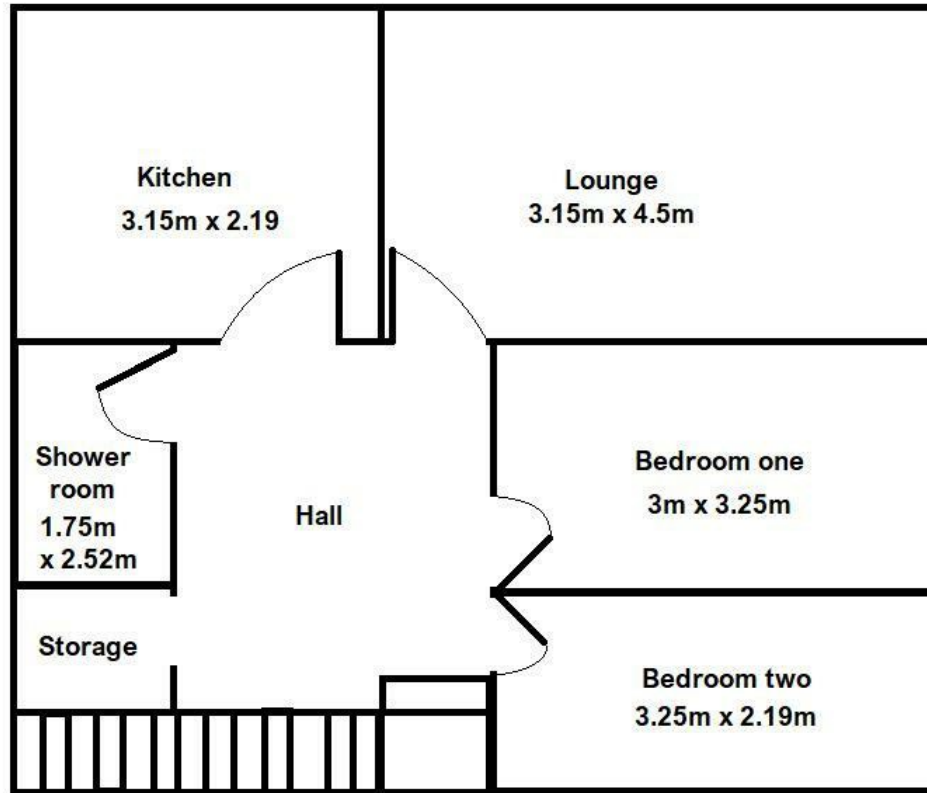 Kitchen
3.15m x 2.19
Lounge
3.15m x 4.5m
Shower
room
1.75m
x 2.52m
Hall
Bedroom one
3m x 3.25m
Storage
Bedroom two
3.25m x 2.19m